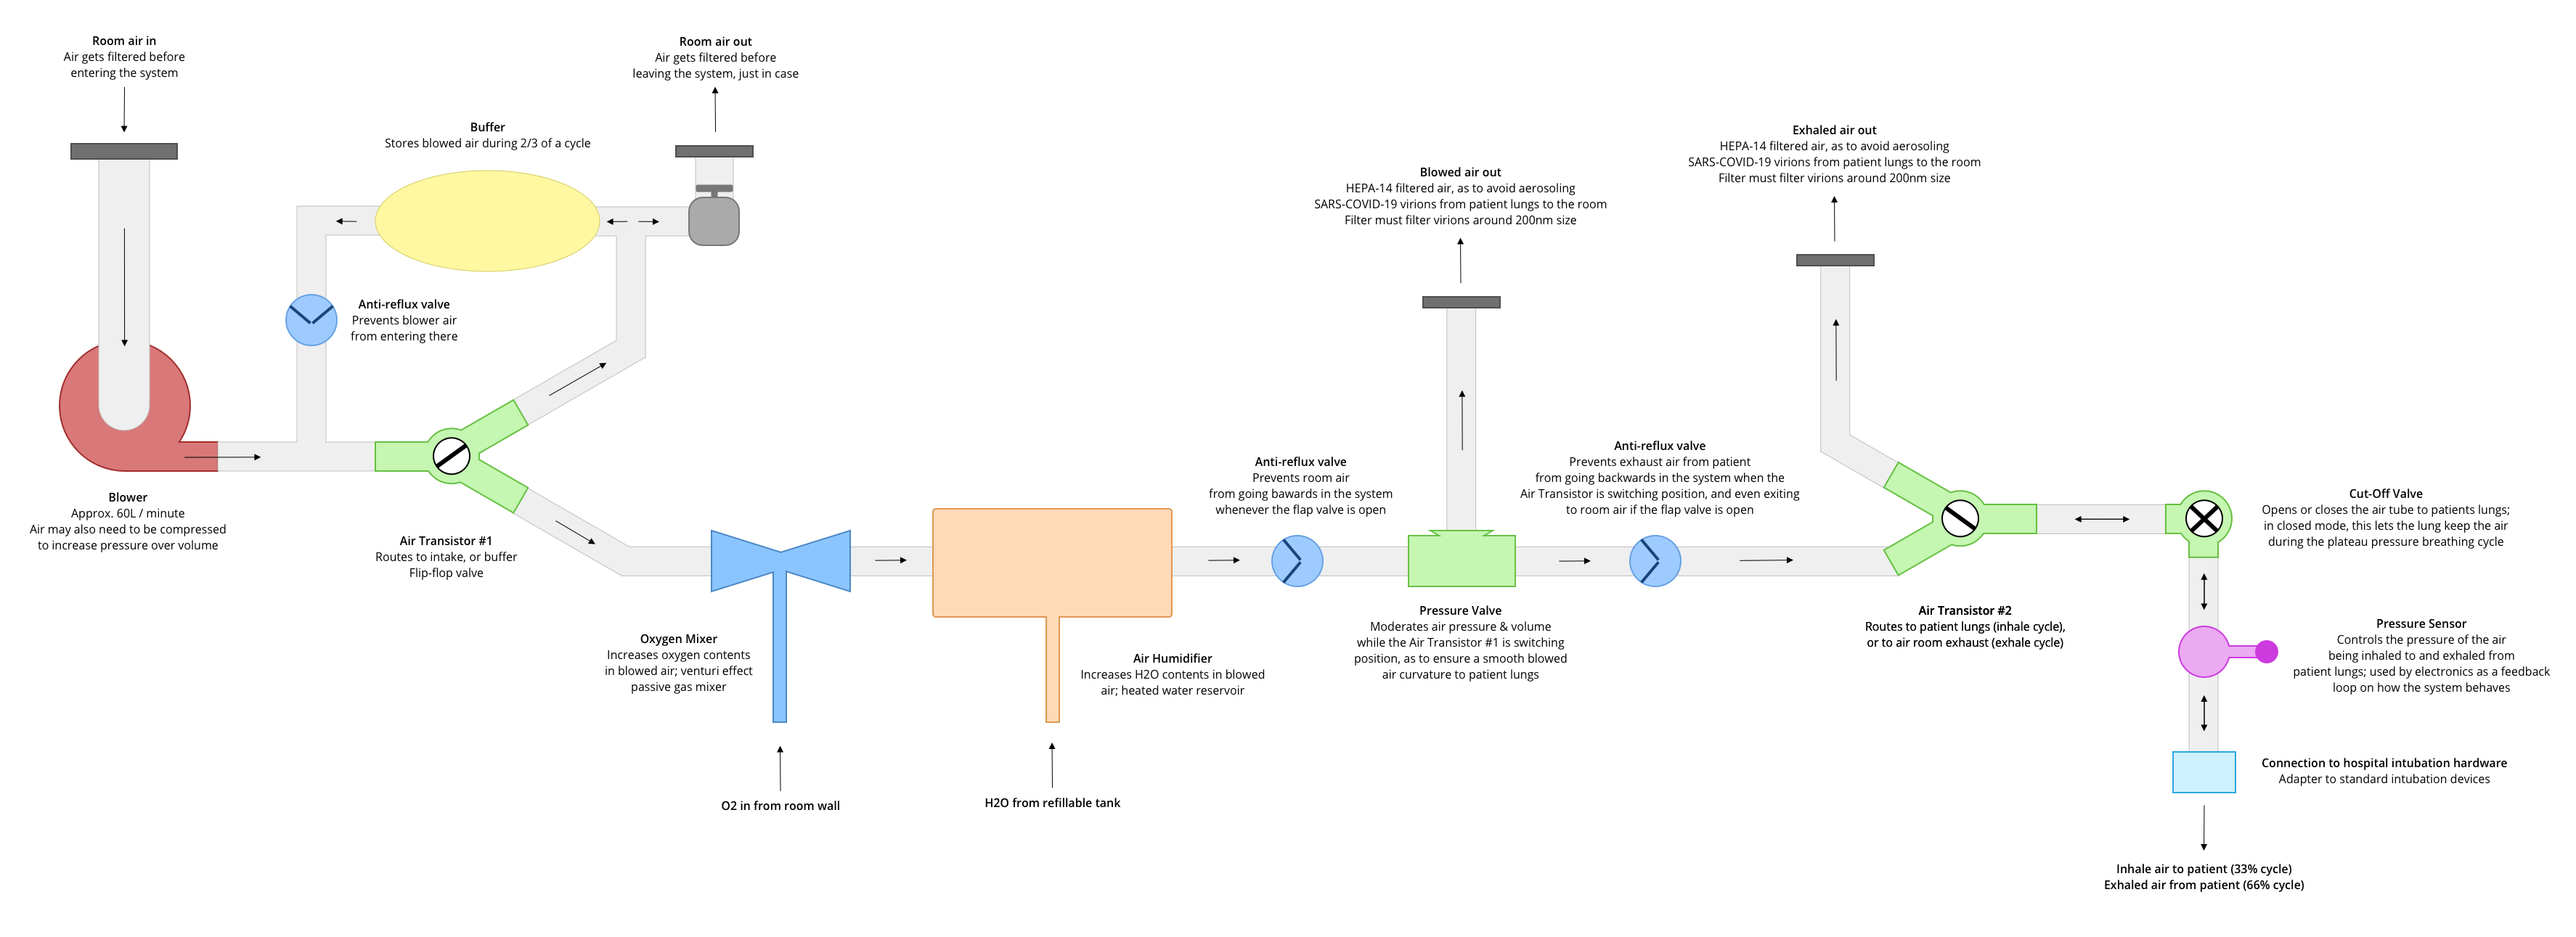 Room air in
Air gets filtered before
entering the system
Room air out
Air gets filtered before
leaving the system, just in case
Buffer
Stores blowed air during 2/3 of a cycle
Exhaled air out
HEPA-14 filtered air, as to avoid aerosoling
SARS-COVID-19 virions from patient lungs to the room
Filter must filter virions around 200nm size
Blowed air out
HEPA-14 filtered air, as to avoid aerosoling
SARS-COVID-19 virions from patient lungs to the room
Filter must filter virions around 200nm size
Anti-reflux valve
Prevents blower air
from entering there
Blower
Approx. 60L / minute
Air may also need to be compressed
to increase pressure over volume
Air Transistor #1
Routes to intake, or buffer
Flip-flop valve
Anti-reflux valve
Prevents room air
from going bawards in the system
whenever the flap valve is open
Anti-reflux valve
Prevents exhaust air from patient
from going backwards in the system when the
Air Transistor is switching position, and even exiting
to room air if the flap valve is open
Cut-Off Valve
Opens or closes the air tube to patients lungs;
in closed mode, this lets the lung keep the air
during the plateau pressure breathing cycle
Oxygen Mixer
Increases oxygen contents
in blowed air; venturi effect
passive gas mixer
Air Humidifier
Increases H2O contents in blowed
air; heated water reservoir
Pressure Valve
Moderates air pressure & volume
while the Air Transistor #1 is switching
position, as to ensure a smooth blowed
air curvature to patient lungs
Air Transistor #2
Routes to patient lungs (inhale cycle),
or to air room exhaust (exhale cycle)
Pressure Sensor
Controls the pressure of the air
being inhaled to and exhaled from
patient lungs; used by electronics as a feedback
loop on how the system behaves
Connection to hospital intubation hardware
Adapter to standard intubation devices
O2 in from room wall
H2O from refillable tank
Inhale air to patient (33% cycle)
Exhaled air from patient (66% cycle)